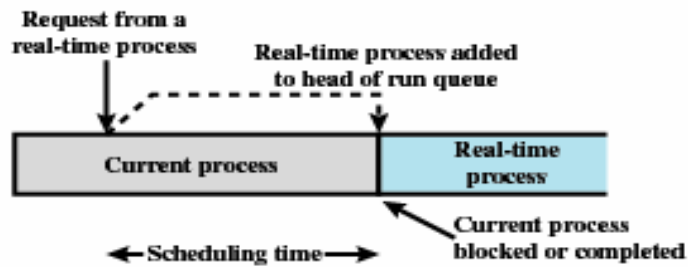 Request from a
real-time process
Real-time process added
to head of run queue
Current process
Real-time
process
Current process
blocked or completed
Scheduling time